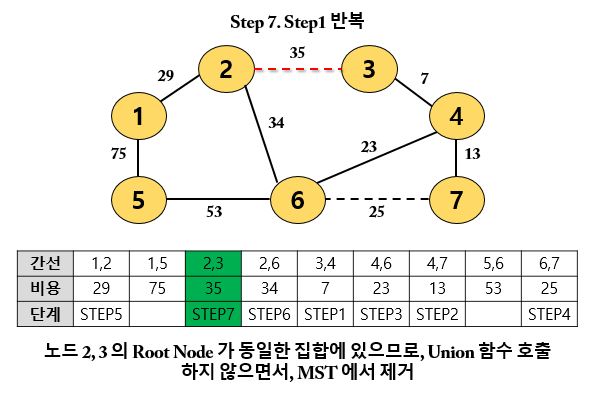 Step 7. Step1 반복
35
29
2
3
7
1
4
34
23
75
13
5
6
7
53
25
간선 1,2 1,5 2,3 2,6 3,4 4,6 4,7 5,6 6,7
비용 29 75 35 34 7 23 13 53 25
단계 STEP5 STEP7 STEP6 STEP1 STEP3 STEP2 STEP4
노드 2, 3 의 Root Node 가 동일한 집합에 있으므로, Union 함수 호출
하지 않으면서, MST 에서 제거